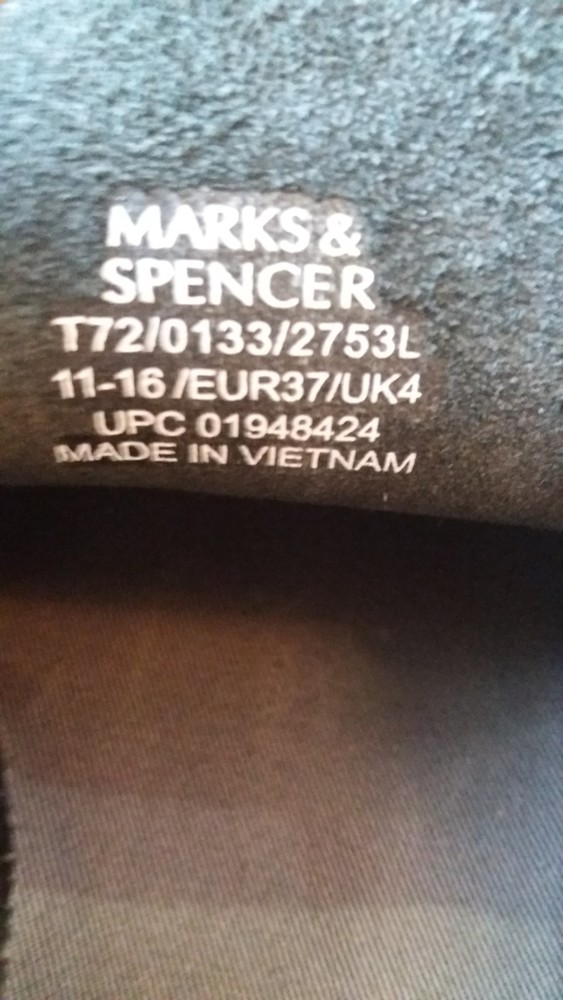 MARKS &
SPENCER
T72/0133/2753L
11-16/EUR37/UK4
UPC 01948424
MADE IN VIETNAM